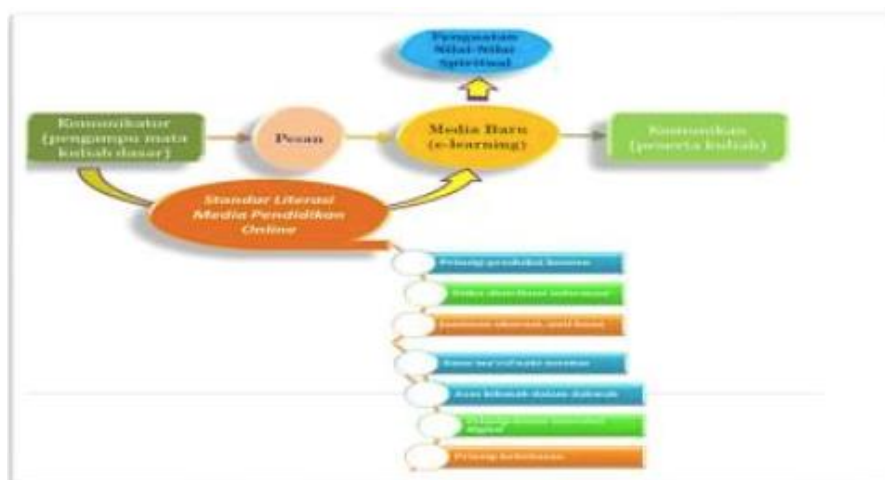 Penguatan
Nilai-Nilai
Spiritual
Komunikator
(pengampu mata
kuliah dasar)
Pesan
Media Baru
(e-learning)
Komunikan
(peserta kuliah)
Standar Literasi
Media Pendidikan
Online
Prinsip produksi konten
Etika distribusi informasi
Asas hikmah dalam dakwah
digital
Prinsip kebebasan